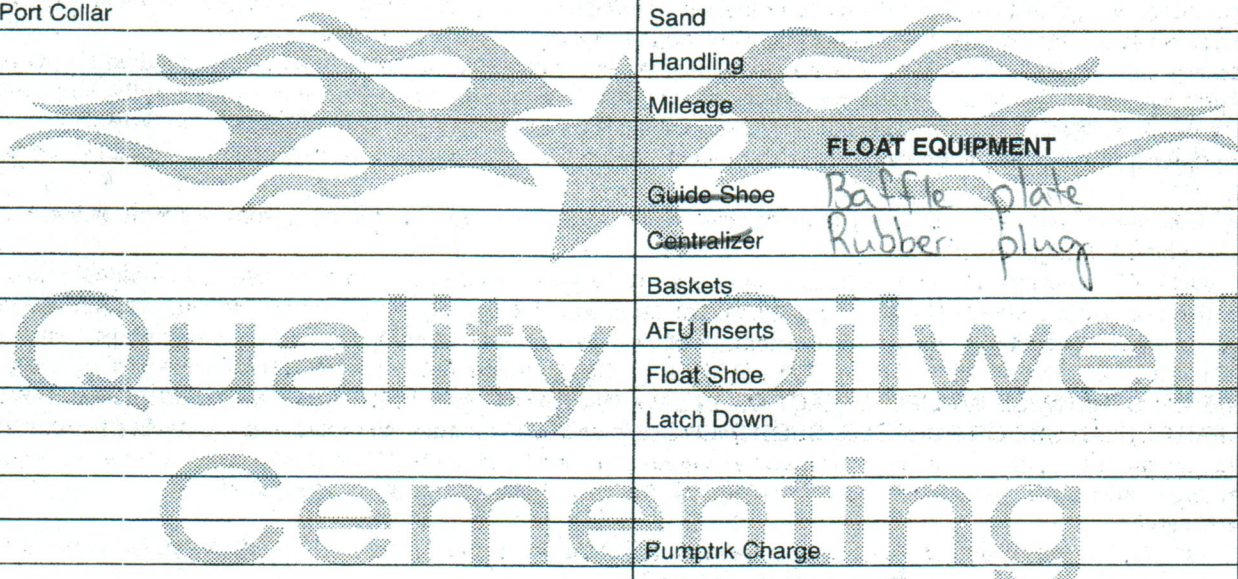 Port Collar
Sand
Handling
Mileage
FLOAT EQUIPMENT
Guide Shoe Baffle plate
Centralizer Rubber plug
Baskets
AFU Inserts
Float Shoe
Latch Down
Quality Oilwell
Cementing
Pumptrk Charge